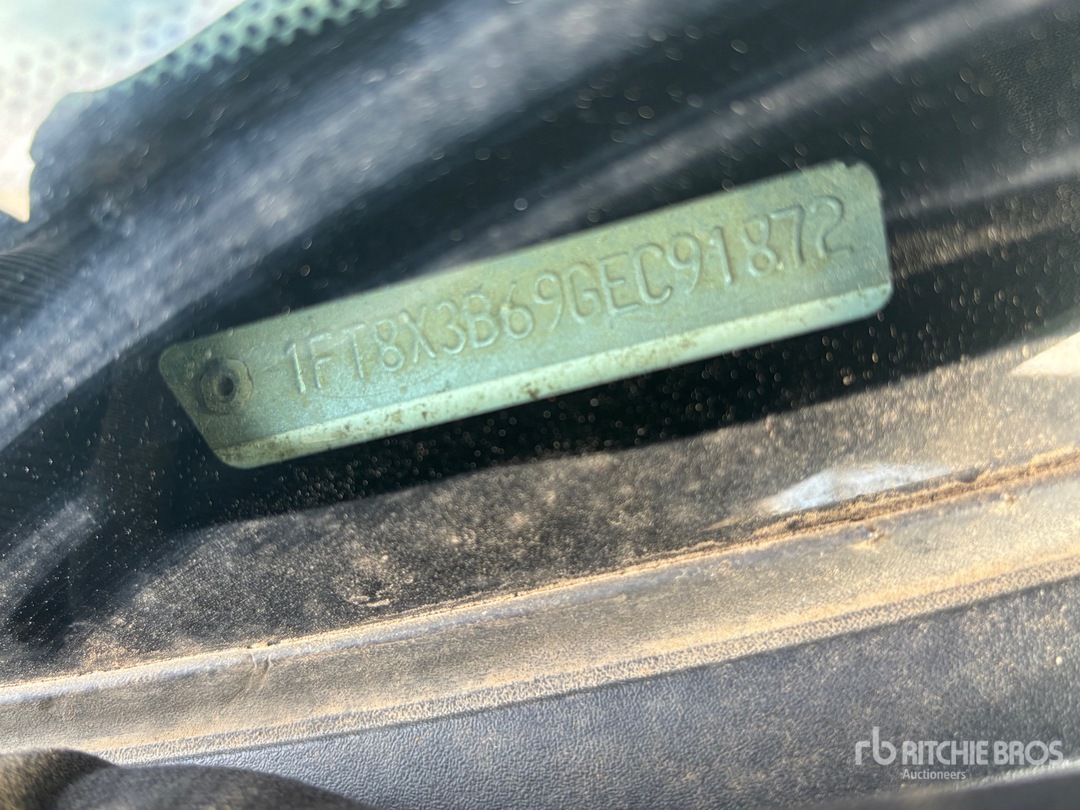 1FT8X3B69GEC91872
rb RITCHIE BROS.
Auctioneers